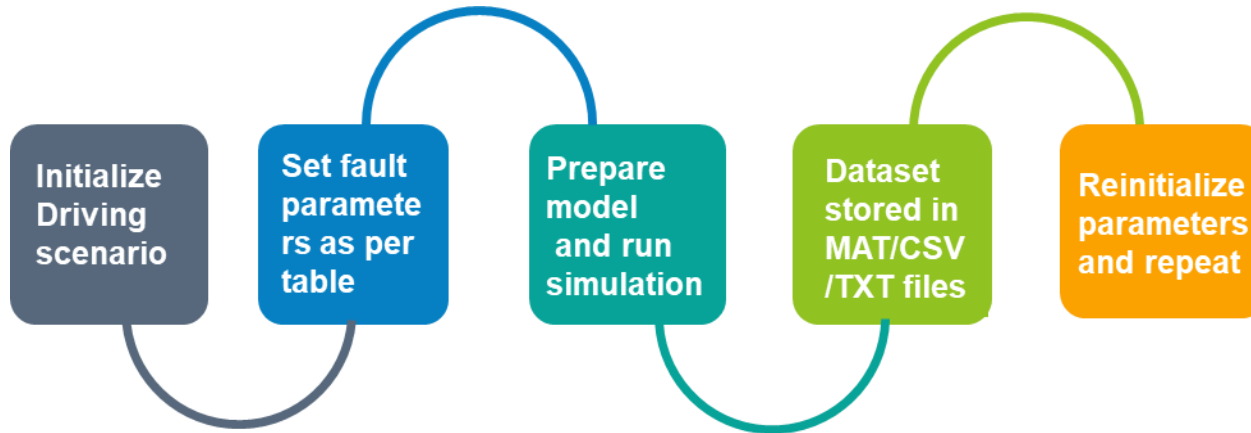 Initialize
Driving
scenario
Set fault
paramete
rs as per
table
Prepare
model
and run
simulation
Dataset
stored in
MAT/CSV
/TXT files
Reinitialize
parameters
and repeat